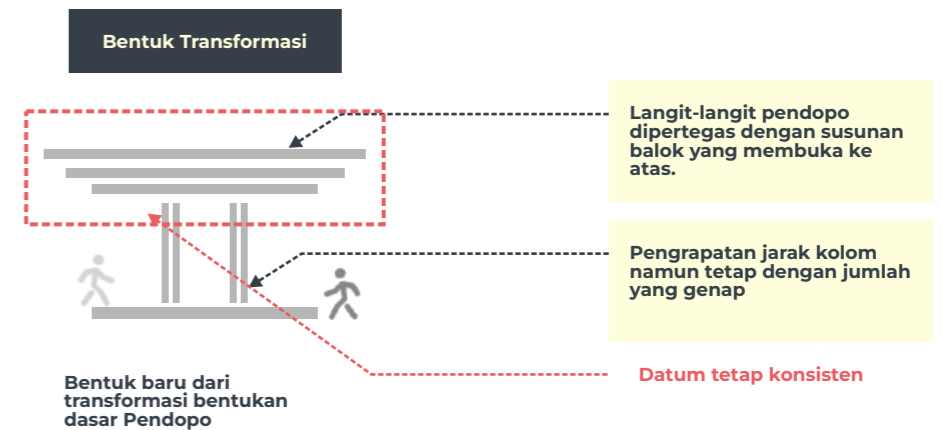 Bentuk Transformasi
Langit-langit pendopo
dipertegas dengan susunan
balok yang membuka ke
atas.
Pengrapatan jarak kolom
namun tetap dengan jumlah
yang genap
Datum tetap konsisten
Bentuk baru dari
transformasi bentukan
dasar Pendopo